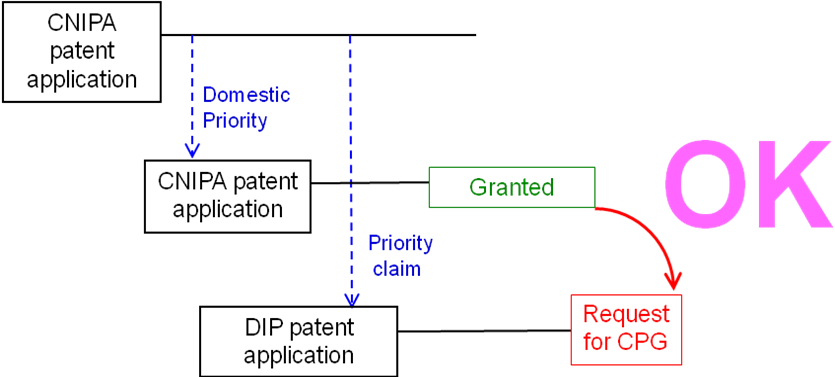 CNIPA
patent
application
Domestic
Priority
CNIPA patent
application
Granted
OK
Priority
claim
DIP patent
application
Request
for CPG